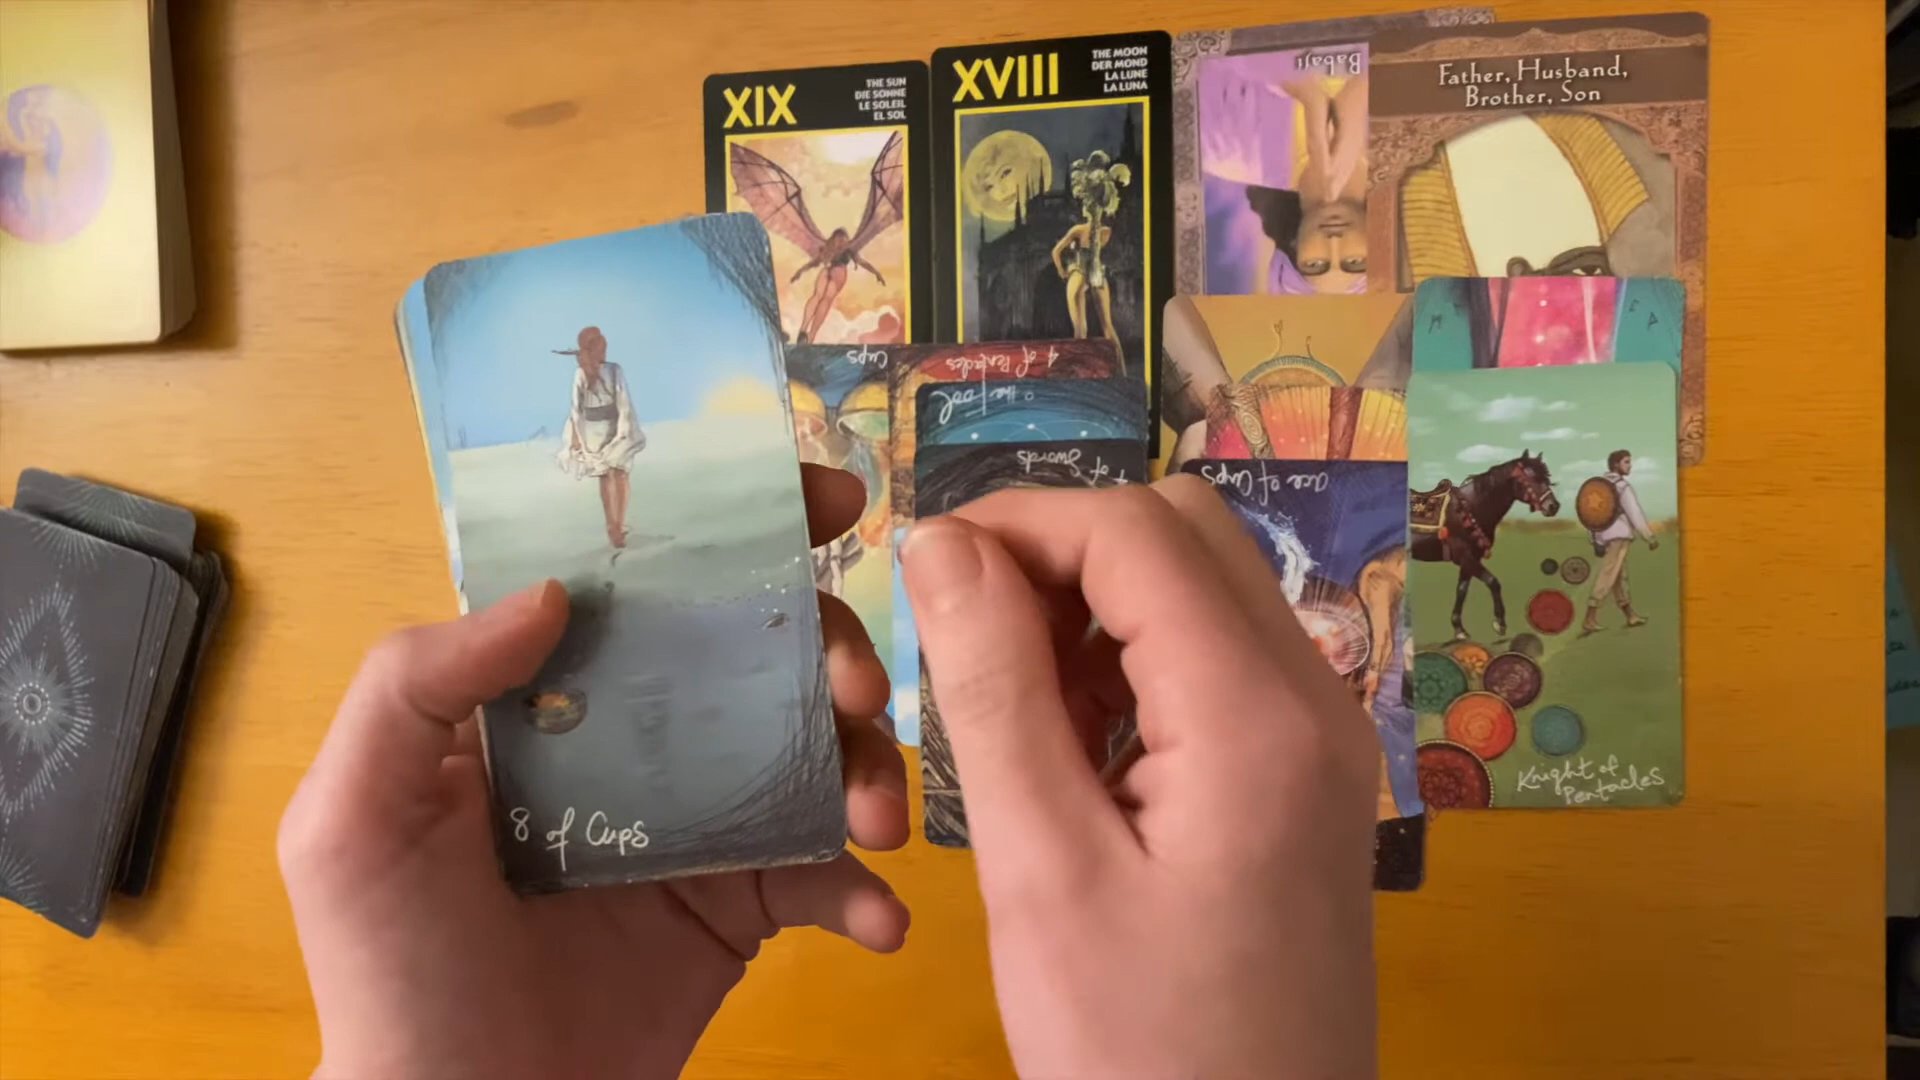 XIX
THE SUN
DIE SONNE
LE SOLEIL
EL SOL
XVIII
THE MOON
DER MOND
LA LUNE
LA LUNA
Babaji
Father, Husband,
Brother, Son
Cups
4 of Pentacles
0 the Fool
of Swords
ace of Cups
Knight of
Pentacles
8 of Cups